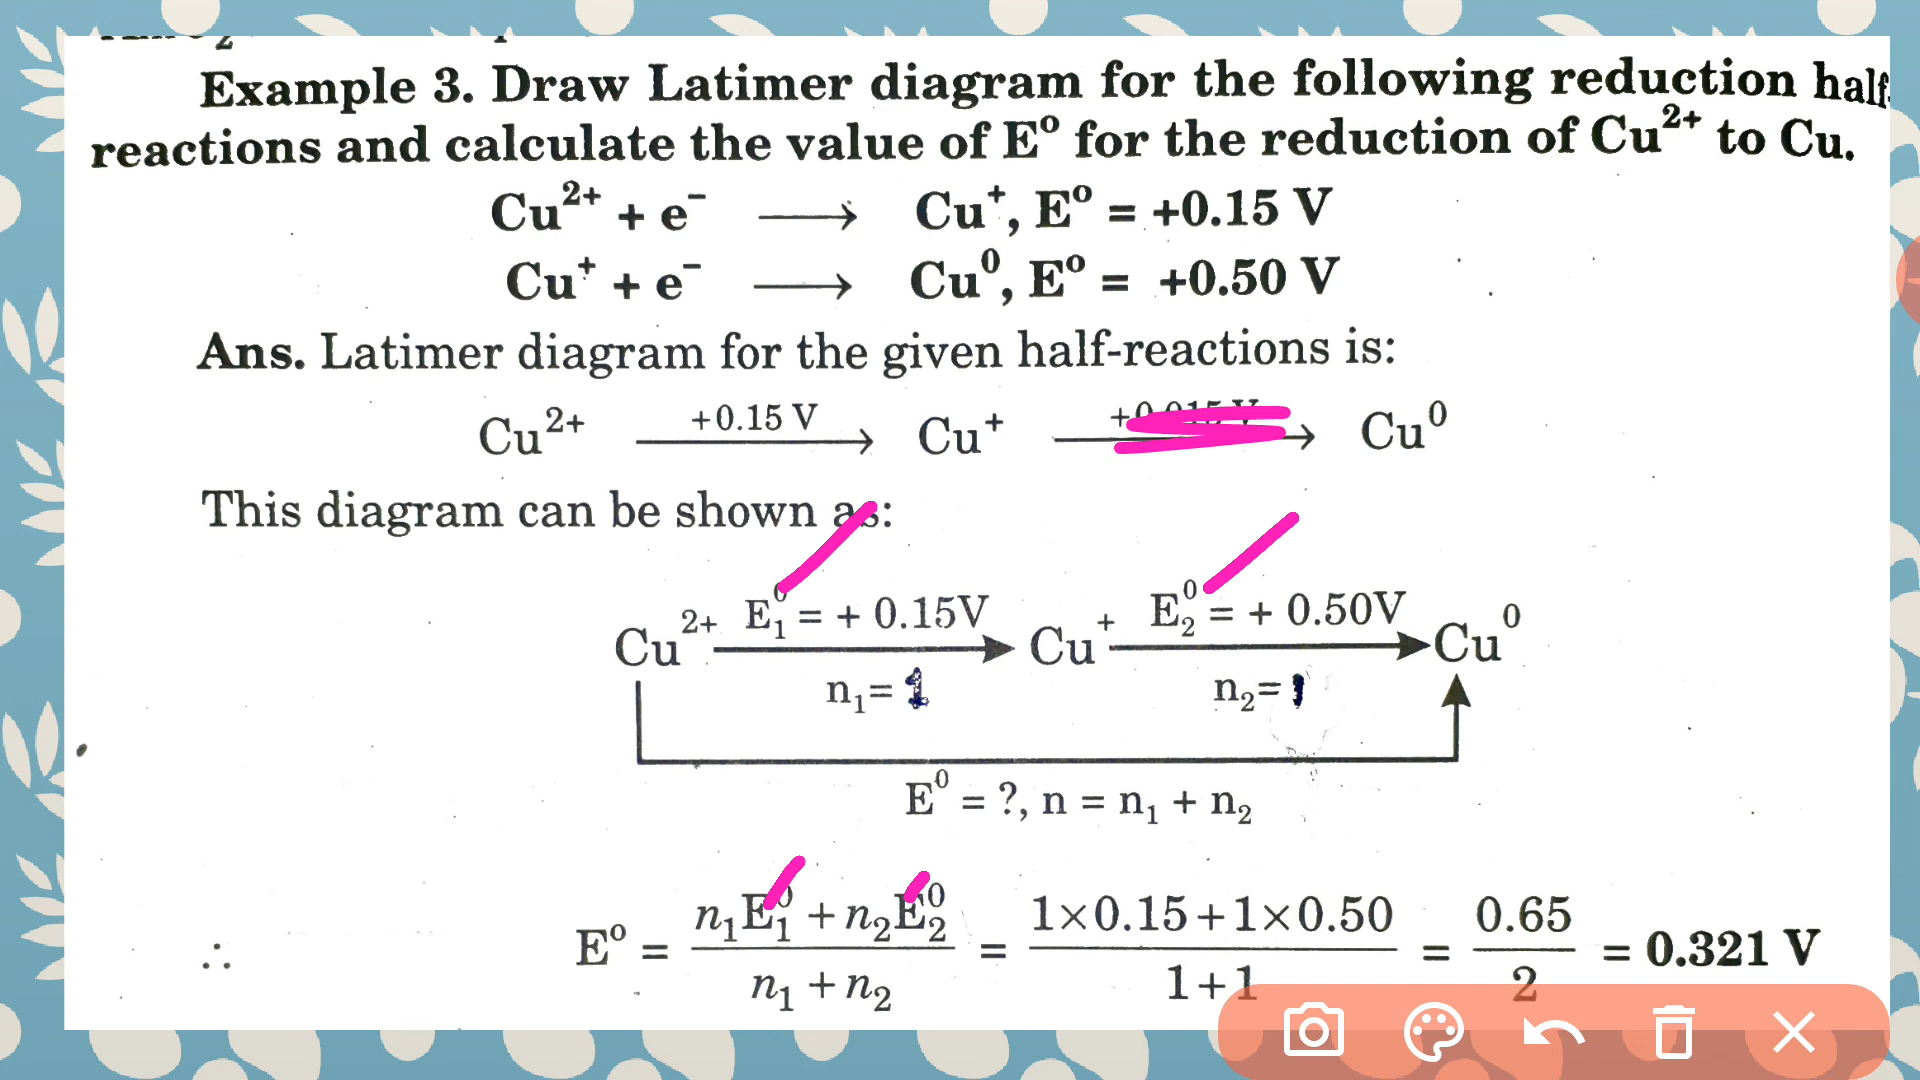 Example 3. Draw Latimer diagram for the following reduction half
reactions and calculate the value of E⁰ for the reduction of Cu²⁺ to Cu.
Cu²⁺ + e⁻ ⟶ Cu⁺, E⁰ = +0.15 V
Cu⁺ + e⁻ ⟶ Cu⁰, E⁰ = +0.50 V
Ans. Latimer diagram for the given half-reactions is:
Cu²⁺ +0.15 V ⟶ Cu⁺ ⟶ Cu⁰
This diagram can be shown as:
Cu²⁺ E₁⁰ = + 0.15V ⟶ Cu⁺ E₂⁰ = + 0.50V ⟶ Cu⁰
n₁= 1 n₂= 1
E⁰ = ?, n = n₁ + n₂
∴ E⁰ = (n₁E₁⁰ + n₂E₂⁰) / (n₁ + n₂) = (1×0.15+1×0.50) / (1+1) = 0.65 / 2 = 0.321 V